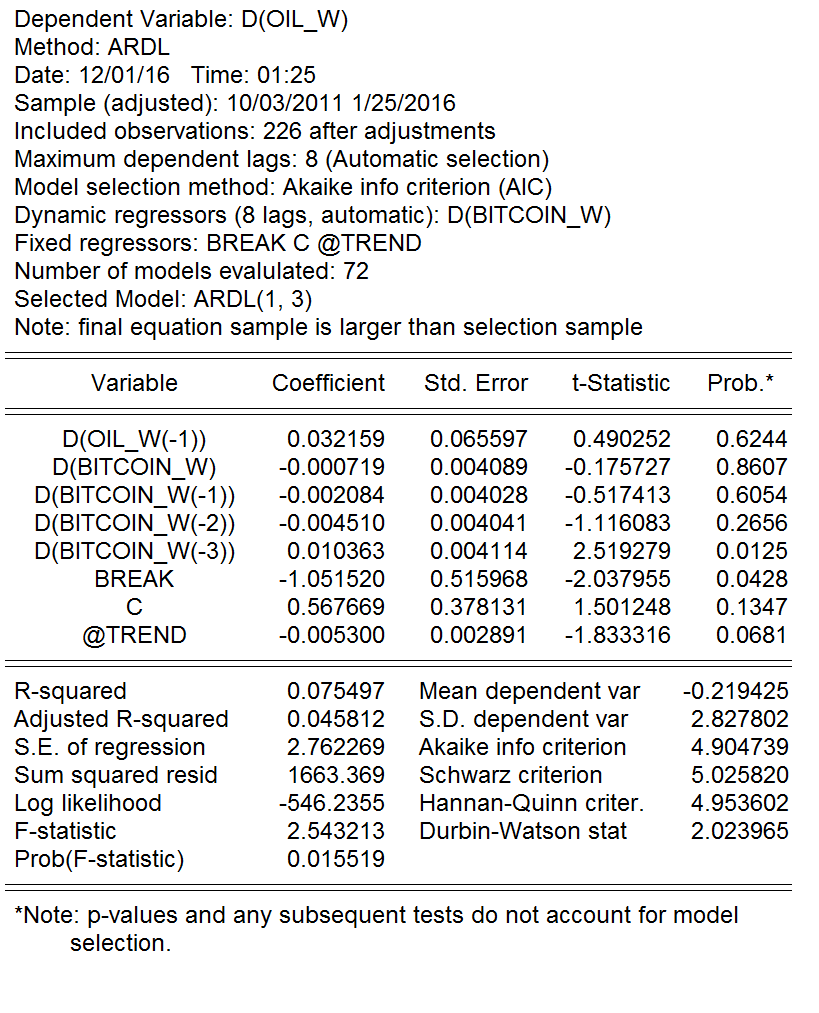 Dependent Variable: D(OIL_W)
Method: ARDL
Date: 12/01/16 Time: 01:25
Sample (adjusted): 10/03/2011 1/25/2016
Included observations: 226 after adjustments
Maximum dependent lags: 8 (Automatic selection)
Model selection method: Akaike info criterion (AIC)
Dynamic regressors (8 lags, automatic): D(BITCOIN_W)
Fixed regressors: BREAK C @TREND
Number of models evalulated: 72
Selected Model: ARDL(1, 3)
Note: final equation sample is larger than selection sample
Variable Coefficient Std. Error t-Statistic Prob.*
D(OIL_W(-1)) 0.032159 0.065597 0.490252 0.6244
D(BITCOIN_W) -0.000719 0.004089 -0.175727 0.8607
D(BITCOIN_W(-1)) -0.002084 0.004028 -0.517413 0.6054
D(BITCOIN_W(-2)) -0.004510 0.004041 -1.116083 0.2656
D(BITCOIN_W(-3)) 0.010363 0.004114 2.519279 0.0125
BREAK -1.051520 0.515968 -2.037955 0.0428
C 0.567669 0.378131 1.501248 0.1347
@TREND -0.005300 0.002891 -1.833316 0.0681
R-squared 0.075497 Mean dependent var -0.219425
Adjusted R-squared 0.045812 S.D. dependent var 2.827802
S.E. of regression 2.762269 Akaike info criterion 4.904739
Sum squared resid 1663.369 Schwarz criterion 5.025820
Log likelihood -546.2355 Hannan-Quinn criter. 4.953602
F-statistic 2.543213 Durbin-Watson stat 2.023965
Prob(F-statistic) 0.015519
*Note: p-values and any subsequent tests do not account for model
selection.